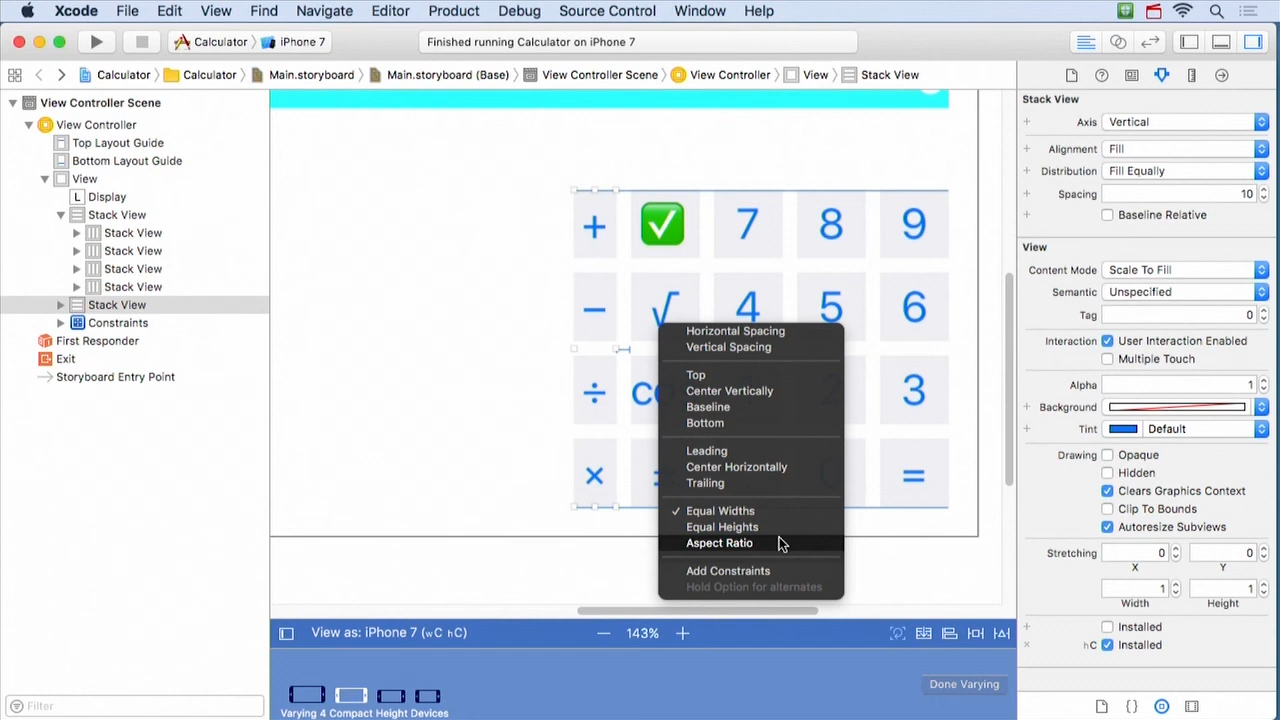 Xcode File Edit View Find Navigate Editor Product Debug Source Control Window Help
Calculator iPhone 7
Finished running Calculator on iPhone 7
Calculator Calculator Main.storyboard Main.storyboard (Base) View Controller Scene View Controller View Stack View
View Controller Scene
View Controller
Top Layout Guide
Bottom Layout Guide
View
L Display
Stack View
Stack View
Stack View
Stack View
Stack View
Stack View
Constraints
First Responder
Exit
Storyboard Entry Point
Filter
+ ✅ 7 8 9
− √ 4 5 6
÷ 3
× =
Horizontal Spacing
Vertical Spacing
Top
Center Vertically
Baseline
Bottom
Leading
Center Horizontally
Trailing
✓ Equal Widths
Equal Heights
Aspect Ratio
Add Constraints
Hold Option for alternates
View as: iPhone 7 (wC hC)
— 143% +
Varying 4 Compact Height Devices
Done Varying
Stack View
+ Axis Vertical
+ Alignment Fill
+ Distribution Fill Equally
+ Spacing 10
+ Baseline Relative
View
Content Mode Scale To Fill
Semantic Unspecified
Tag 0
Interaction User Interaction Enabled
Multiple Touch
Alpha 1
+ Background
+ Tint Default
Drawing Opaque
+ Hidden
Clears Graphics Context
Clip To Bounds
Autoresize Subviews
Stretching 0 0
X Y
1 1
Width Height
+ Installed
× hC Installed